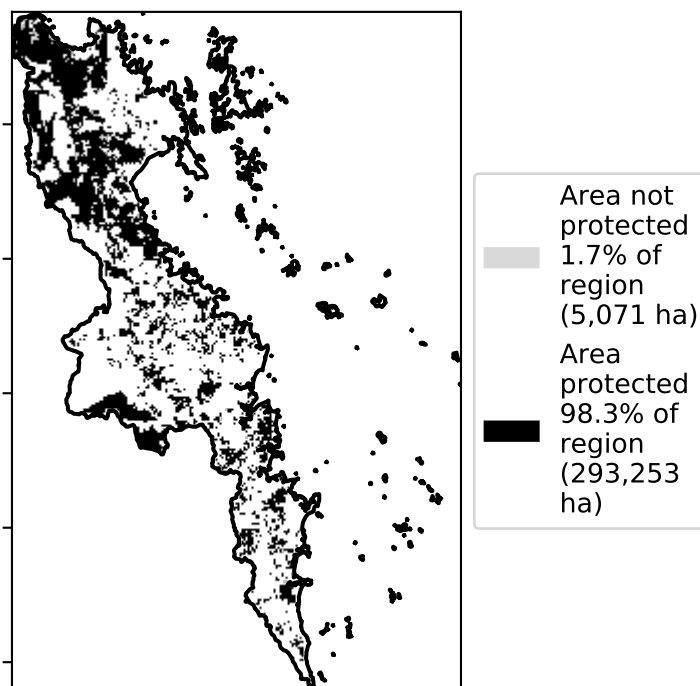 Area not
protected
1.7% of
region
(5,071 ha)
Area
protected
98.3% of
region
(293,253
ha)